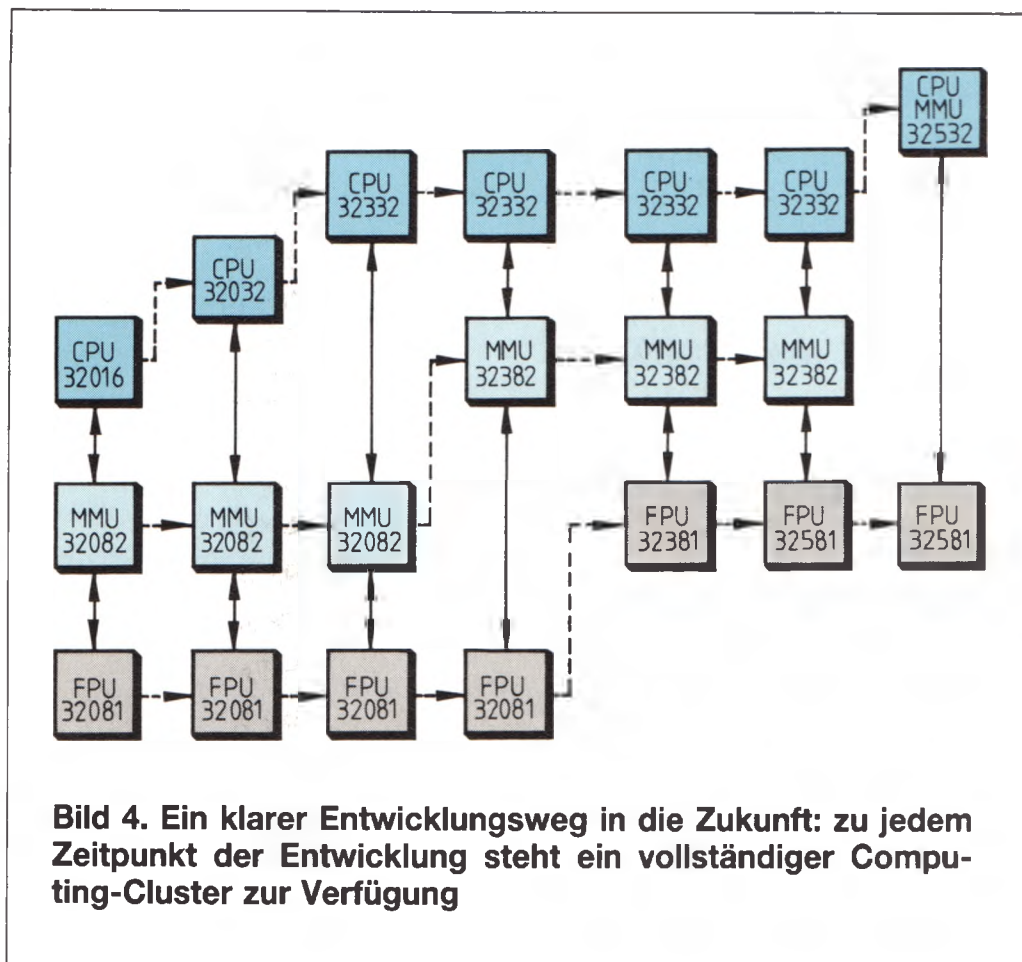 CPU
MMU
32532
CPU
32332
CPU
32332
CPU
32332
CPU
32332
CPU
32032
CPU
32016
MMU
32382
MMU
32382
MMU
32382
MMU
32082
MMU
32082
MMU
32082
FPU
32381
FPU
32581
FPU
32581
FPU
32081
FPU
32081
FPU
32081
FPU
32081
Bild 4. Ein klarer Entwicklungsweg in die Zukunft: zu jedem
Zeitpunkt der Entwicklung steht ein vollständiger Compu-
ting-Cluster zur Verfügung